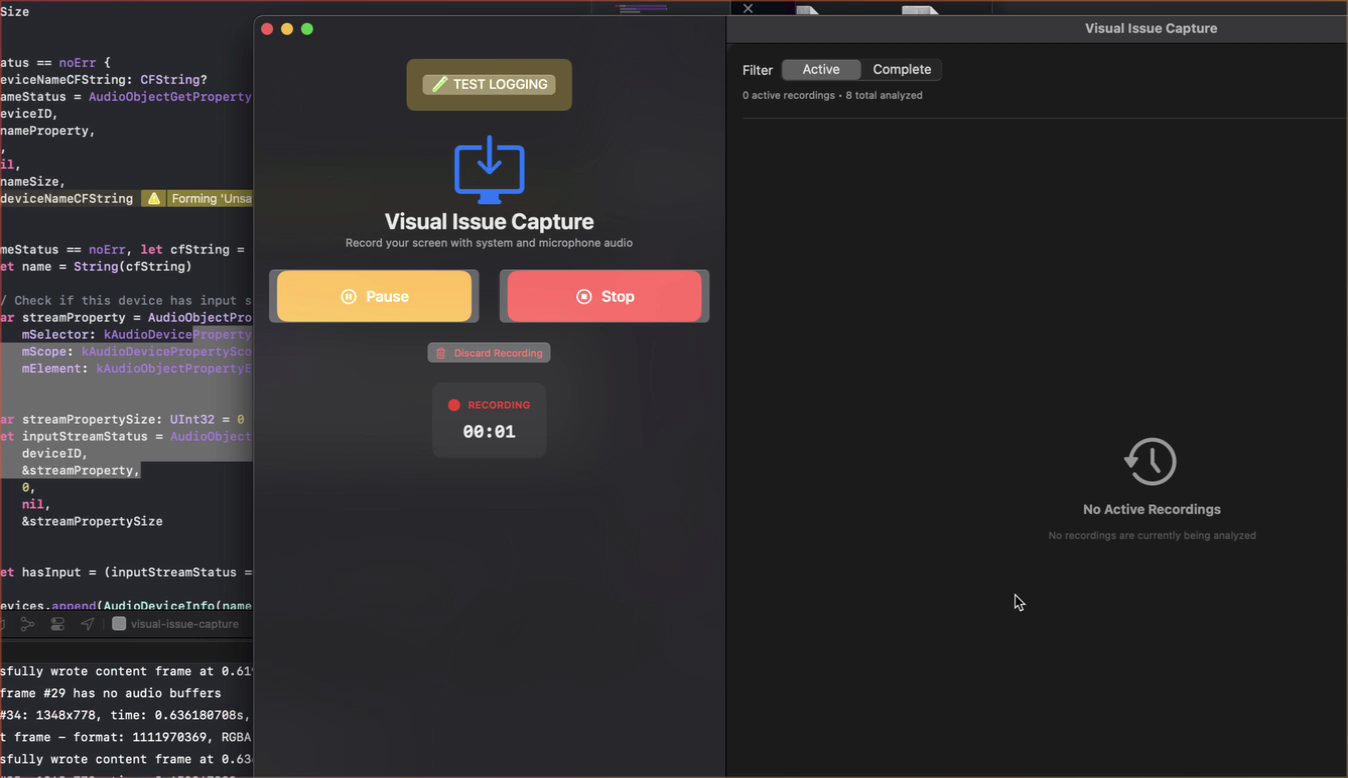 Size
atus == noErr {
eviceNameCFString: CFString?
ameStatus = AudioObjectGetProperty
eviceID,
nameProperty,
,
il,
nameSize,
deviceNameCFString Forming 'Unsa
meStatus == noErr, let cfString =
et name = String(cfString)
/ Check if this device has input s
ar streamProperty = AudioObjectPro
mSelector: kAudioDeviceProperty
mScope: kAudioDevicePropertySco
mElement: kAudioObjectPropertyE
ar streamPropertySize: UInt32 = 0
et inputStreamStatus = AudioObject
deviceID,
&streamProperty,
0,
nil,
&streamPropertySize
et hasInput = (inputStreamStatus =
evices.append(AudioDeviceInfo(name
visual-issue-capture
sfully wrote content frame at 0.619
frame #29 has no audio buffers
#34: 1348x778, time: 0.636180708s,
t frame – format: 1111970369, RGBA
sfully wrote content frame at 0.636
TEST LOGGING
Visual Issue Capture
Record your screen with system and microphone audio
Pause
Stop
Discard Recording
RECORDING
00:01
Visual Issue Capture
Filter Active Complete
0 active recordings • 8 total analyzed
No Active Recordings
No recordings are currently being analyzed